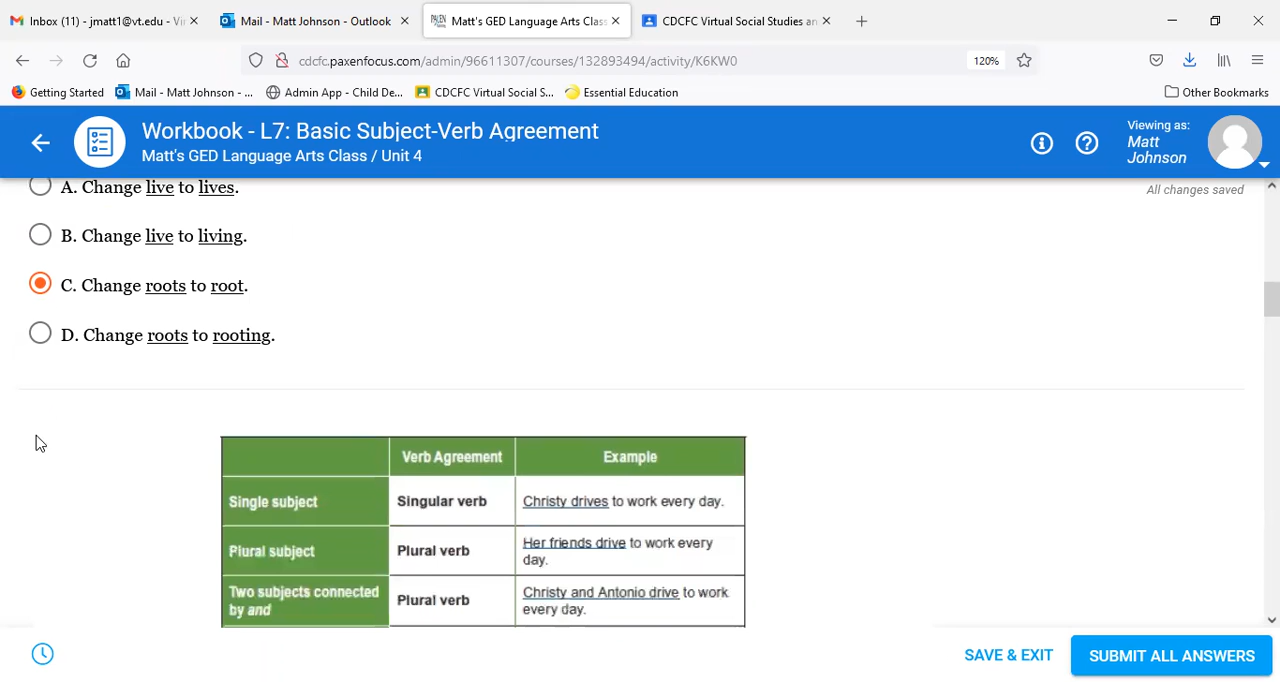 Inbox (11) - jmatt1@vt.edu - Vir
Mail - Matt Johnson - Outlook
PAXEN
Matt's GED Language Arts Clas
CDCFC Virtual Social Studies an
cdcfc.paxenfocus.com/admin/96611307/courses/132893494/activity/K6KW0
120%
Getting Started
Mail - Matt Johnson - ...
Admin App - Child De...
CDCFC Virtual Social S...
Essential Education
Other Bookmarks
Workbook - L7: Basic Subject-Verb Agreement
Matt's GED Language Arts Class / Unit 4
Viewing as:
Matt
Johnson
All changes saved
A. Change live to lives.
B. Change live to living.
C. Change roots to root.
D. Change roots to rooting.
Verb Agreement
Example
Single subject
Singular verb
Christy drives to work every day.
Plural subject
Plural verb
Her friends drive to work every
day.
Two subjects connected
by and
Plural verb
Christy and Antonio drive to work
every day.
SAVE & EXIT
SUBMIT ALL ANSWERS